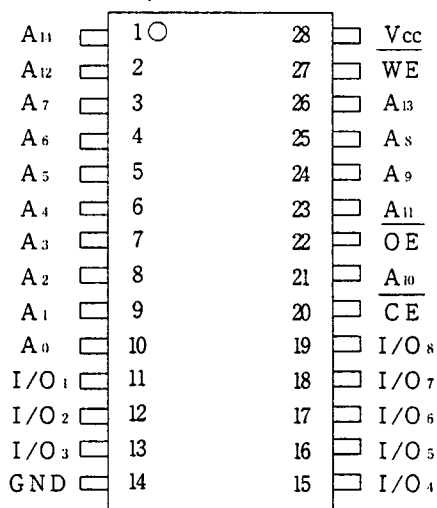 A14 1 28 Vcc
A12 2 27 WE
A7 3 26 A13
A6 4 25 A8
A5 5 24 A9
A4 6 23 A11
A3 7 22 OE
A2 8 21 A10
A1 9 20 CE
A0 10 19 I/O8
I/O1 11 18 I/O7
I/O2 12 17 I/O6
I/O3 13 16 I/O5
GND 14 15 I/O4